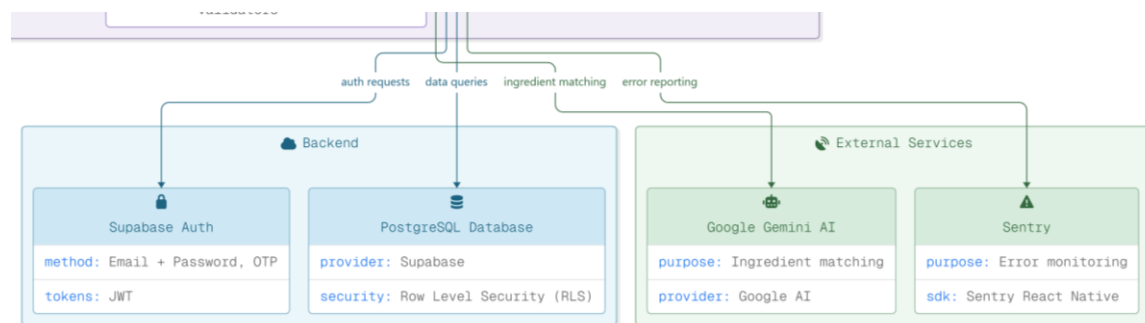 auth requests data queries ingredient matching error reporting
Backend
External Services
Supabase Auth
method: Email + Password, OTP
tokens: JWT
PostgreSQL Database
provider: Supabase
security: Row Level Security (RLS)
Google Gemini AI
purpose: Ingredient matching
provider: Google AI
Sentry
purpose: Error monitoring
sdk: Sentry React Native